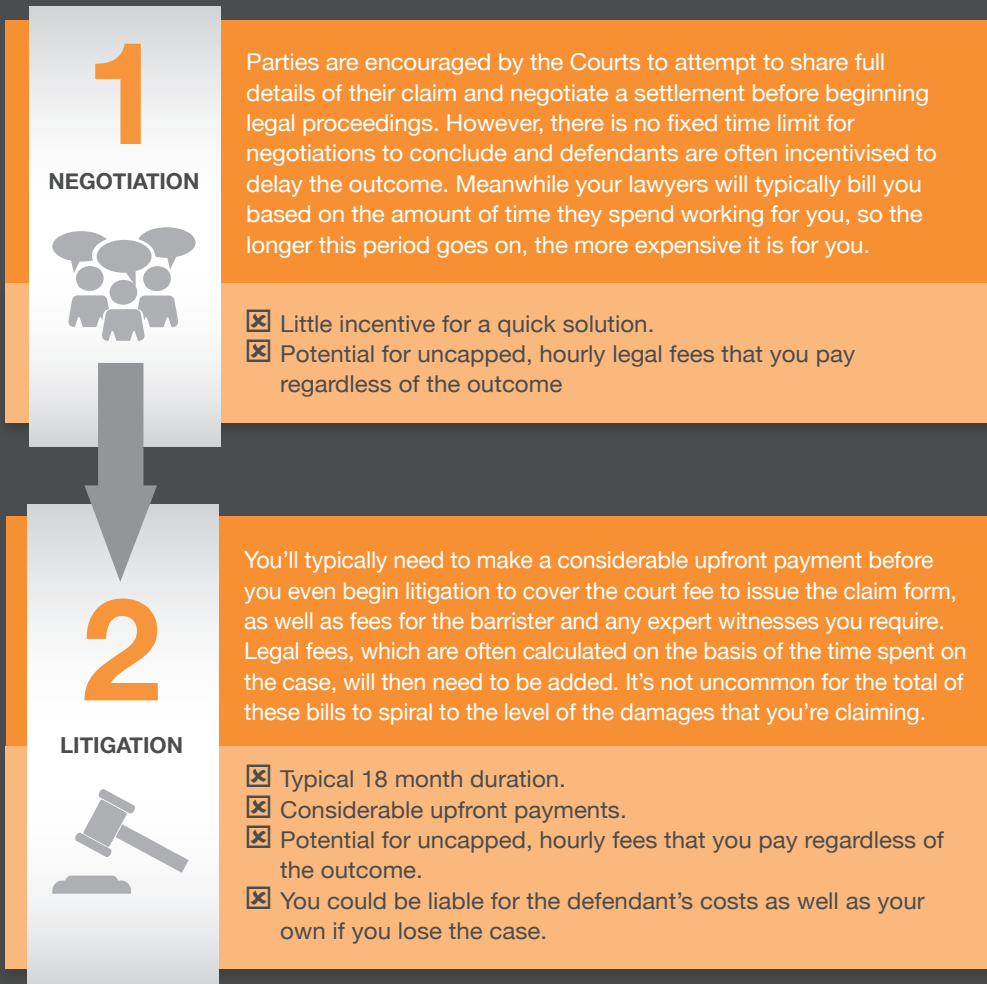 1
NEGOTIATION
Parties are encouraged by the Courts to attempt to share full
details of their claim and negotiate a settlement before beginning
legal proceedings. However, there is no fixed time limit for
negotiations to conclude and defendants are often incentivised to
delay the outcome. Meanwhile your lawyers will typically bill you
based on the amount of time they spend working for you, so the
longer this period goes on, the more expensive it is for you.
Little incentive for a quick solution.
Potential for uncapped, hourly legal fees that you pay
regardless of the outcome
2
LITIGATION
You’ll typically need to make a considerable upfront payment before
you even begin litigation to cover the court fee to issue the claim form,
as well as fees for the barrister and any expert witnesses you require.
Legal fees, which are often calculated on the basis of the time spent on
the case, will then need to be added. It’s not uncommon for the total of
these bills to spiral to the level of the damages that you’re claiming.
Typical 18 month duration.
Considerable upfront payments.
Potential for uncapped, hourly fees that you pay regardless of
the outcome.
You could be liable for the defendant’s costs as well as your
own if you lose the case.